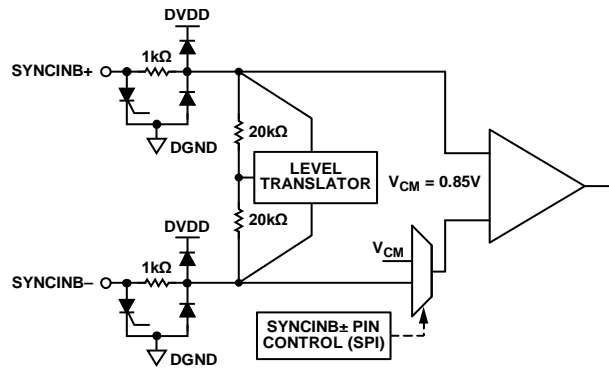 DVDD
1kΩ
SYNCINB+
DGND
20kΩ
LEVEL
TRANSLATOR
VCM = 0.85V
20kΩ
DVDD
1kΩ
SYNCINB–
DGND
VCM
SYNCINB± PIN
CONTROL (SPI)